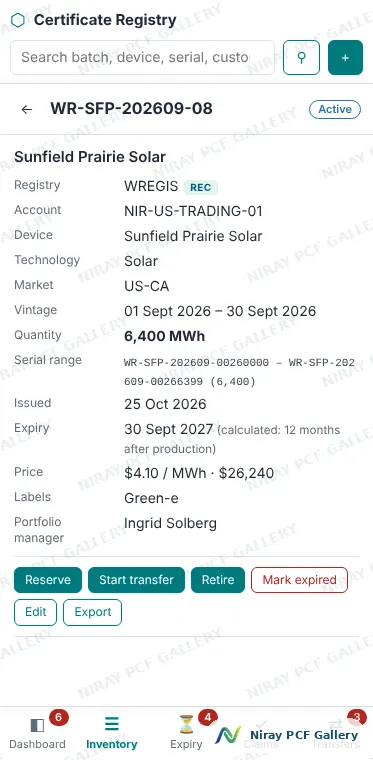 Certificate Registry
Search batch, device, serial, custo
+
← WR-SFP-202609-08 Active
Sunfield Prairie Solar
Registry WREGIS REC
Account NIR-US-TRADING-01
Device Sunfield Prairie Solar
Technology Solar
Market US-CA
Vintage 01 Sept 2026 – 30 Sept 2026
Quantity 6,400 MWh
Serial range WR-SFP-202609-00260000 – WR-SFP-202
609-00266399 (6,400)
Issued 25 Oct 2026
Expiry 30 Sept 2027 (calculated: 12 months
after production)
Price $4.10 / MWh · $26,240
Labels Green-e
Portfolio
manager Ingrid Solberg
Reserve Start transfer Retire Mark expired
Edit Export
6 4 3
Dashboard Inventory Expiry Claims Transfers
Niray PCF Gallery
NIRAY PCF GALLERY